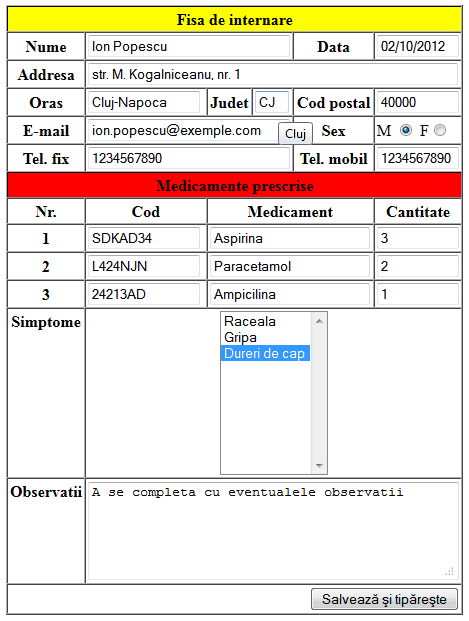 Fisa de internare
Nume Ion Popescu Data 02/10/2012
Addresa str. M. Kogalniceanu, nr. 1
Oras Cluj-Napoca Judet CJ Cod postal 40000
E-mail ion.popescu@exemple.com Cluj Sex M F
Tel. fix 1234567890 Tel. mobil 1234567890
Medicamente prescrise
Nr. Cod Medicament Cantitate
1 SDKAD34 Aspirina 3
2 L424NJN Paracetamol 2
3 24213AD Ampicilina 1
Simptome Raceala
Gripa
Dureri de cap
Observatii A se completa cu eventualele observatii
Salvează şi tipăreşte